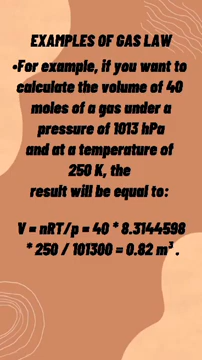 EXAMPLES OF GAS LAW
•For example, if you want to
calculate the volume of 40
moles of a gas under a
pressure of 1013 hPa
and at a temperature of
250 K, the
result will be equal to:
V = nRT/p = 40 * 8.3144598
* 250 / 101300 = 0.82 m³ .